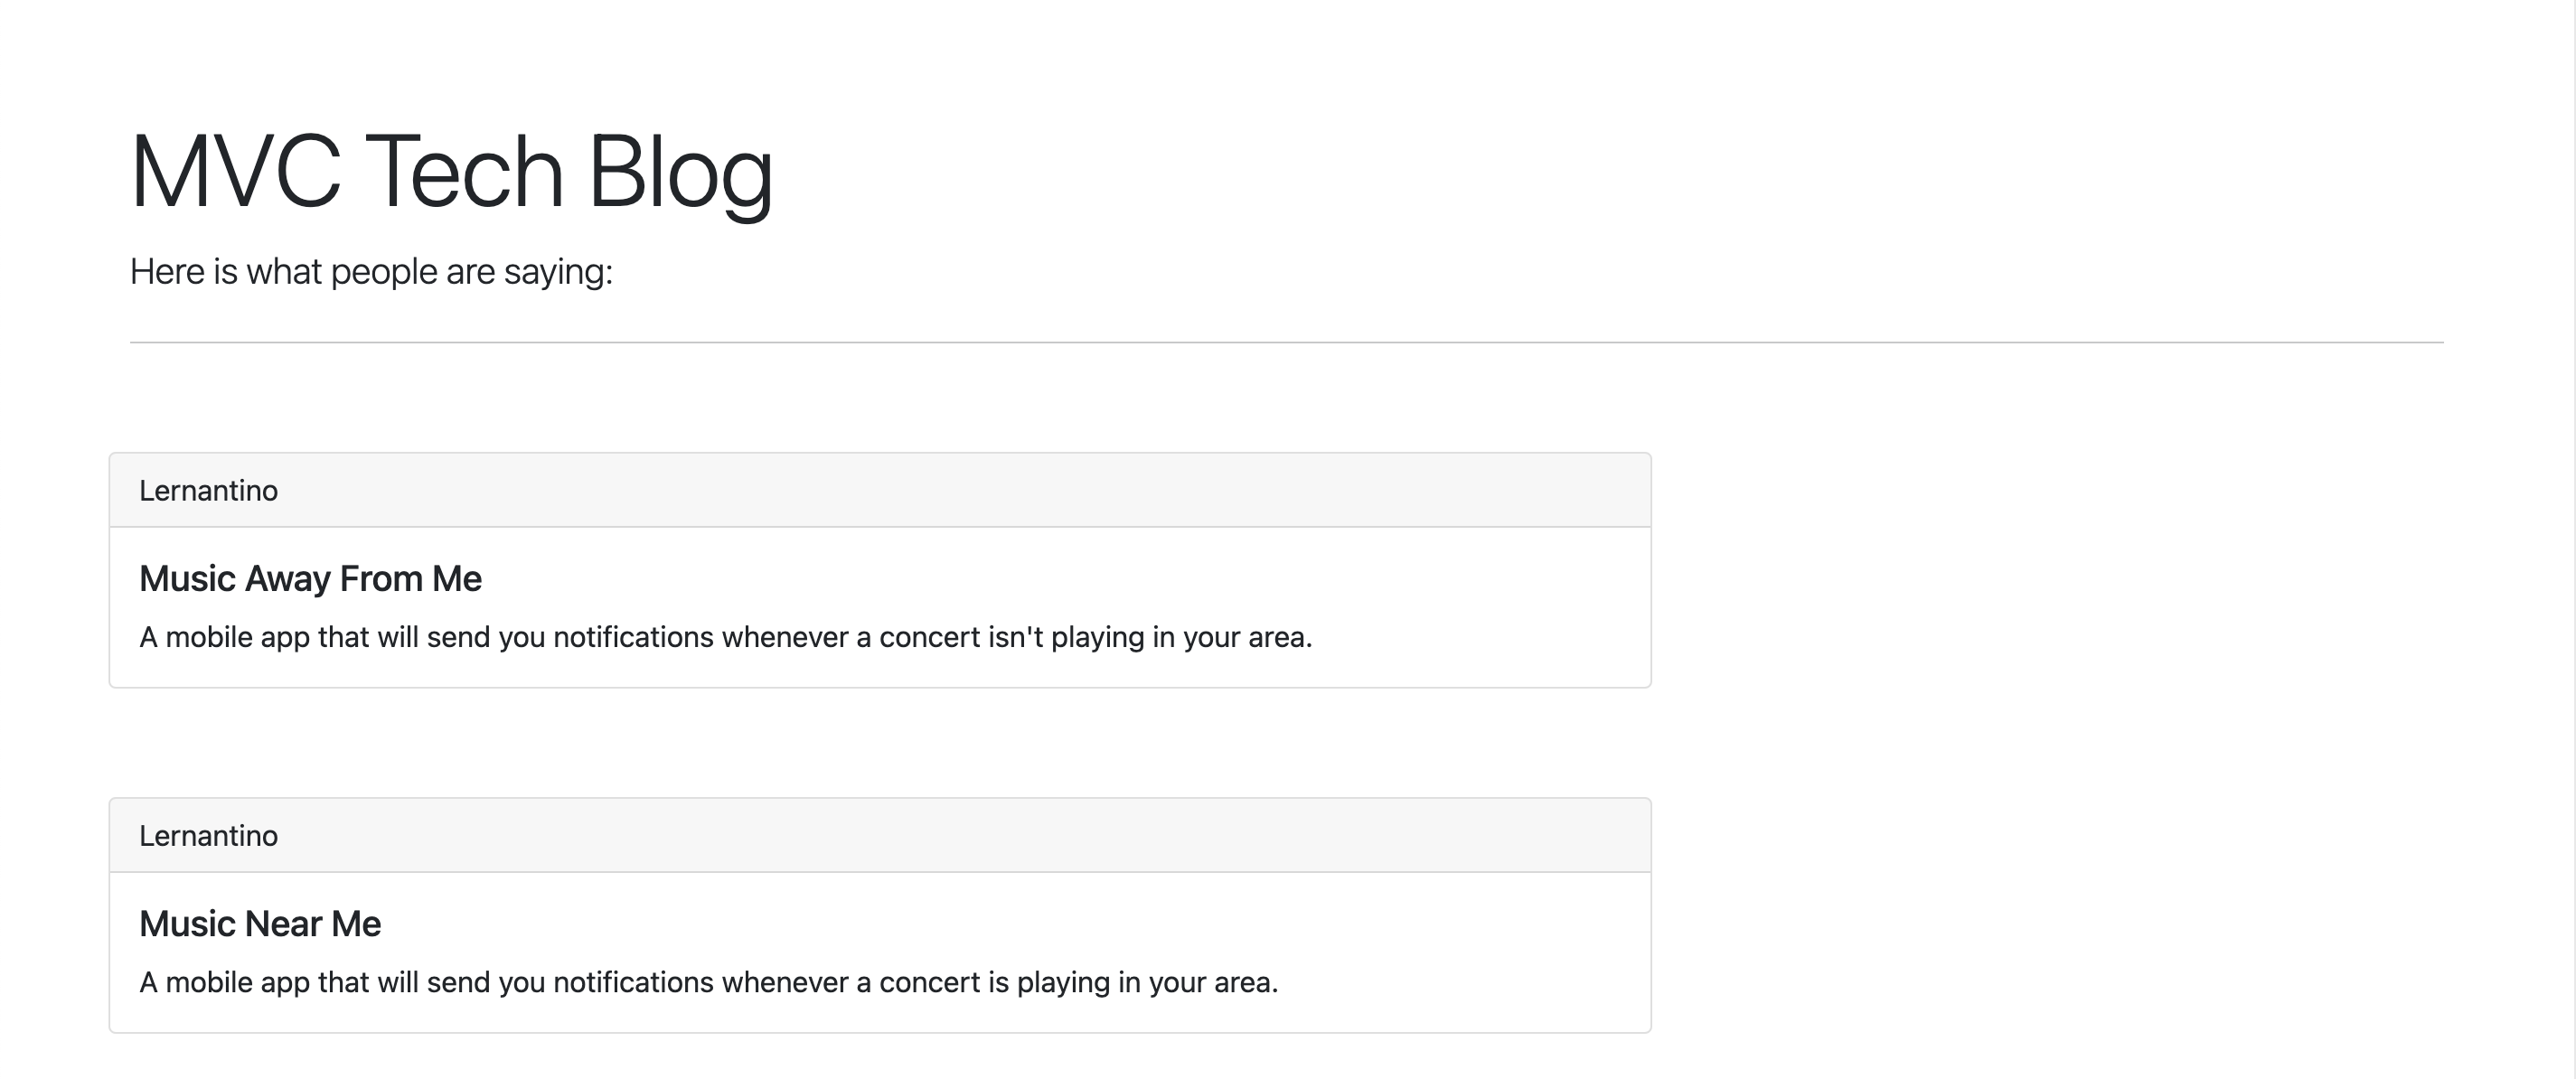 MVC Tech Blog
Here is what people are saying:
Lernantino
Music Away From Me
A mobile app that will send you notifications whenever a concert isn't playing in your area.
Lernantino
Music Near Me
A mobile app that will send you notifications whenever a concert is playing in your area.